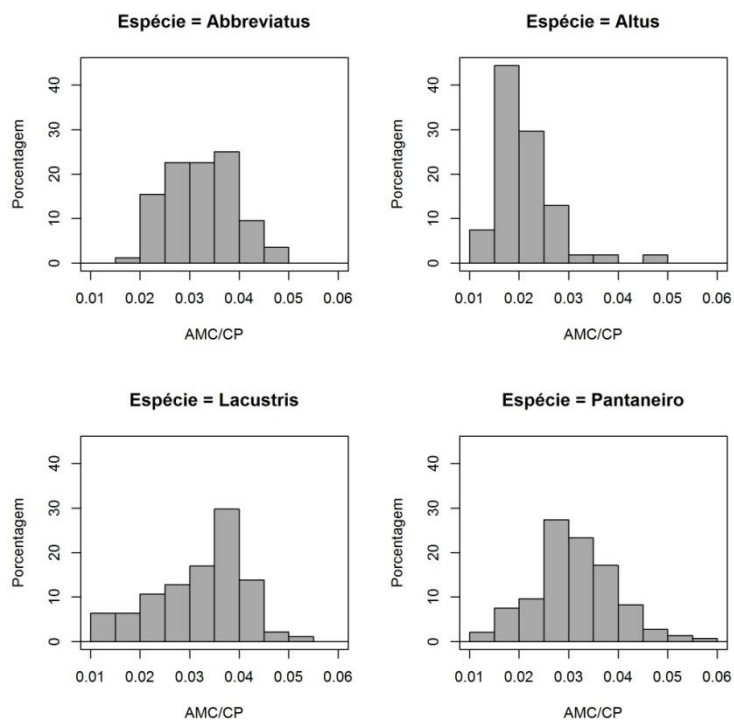 Espécie = Abbreviatus
Porcentagem
40
30
20
10
0
0.01 0.02 0.03 0.04 0.05 0.06
AMC/CP
Espécie = Altus
Porcentagem
40
30
20
10
0
0.01 0.02 0.03 0.04 0.05 0.06
AMC/CP
Espécie = Lacustris
Porcentagem
40
30
20
10
0
0.01 0.02 0.03 0.04 0.05 0.06
AMC/CP
Espécie = Pantaneiro
Porcentagem
40
30
20
10
0
0.01 0.02 0.03 0.04 0.05 0.06
AMC/CP